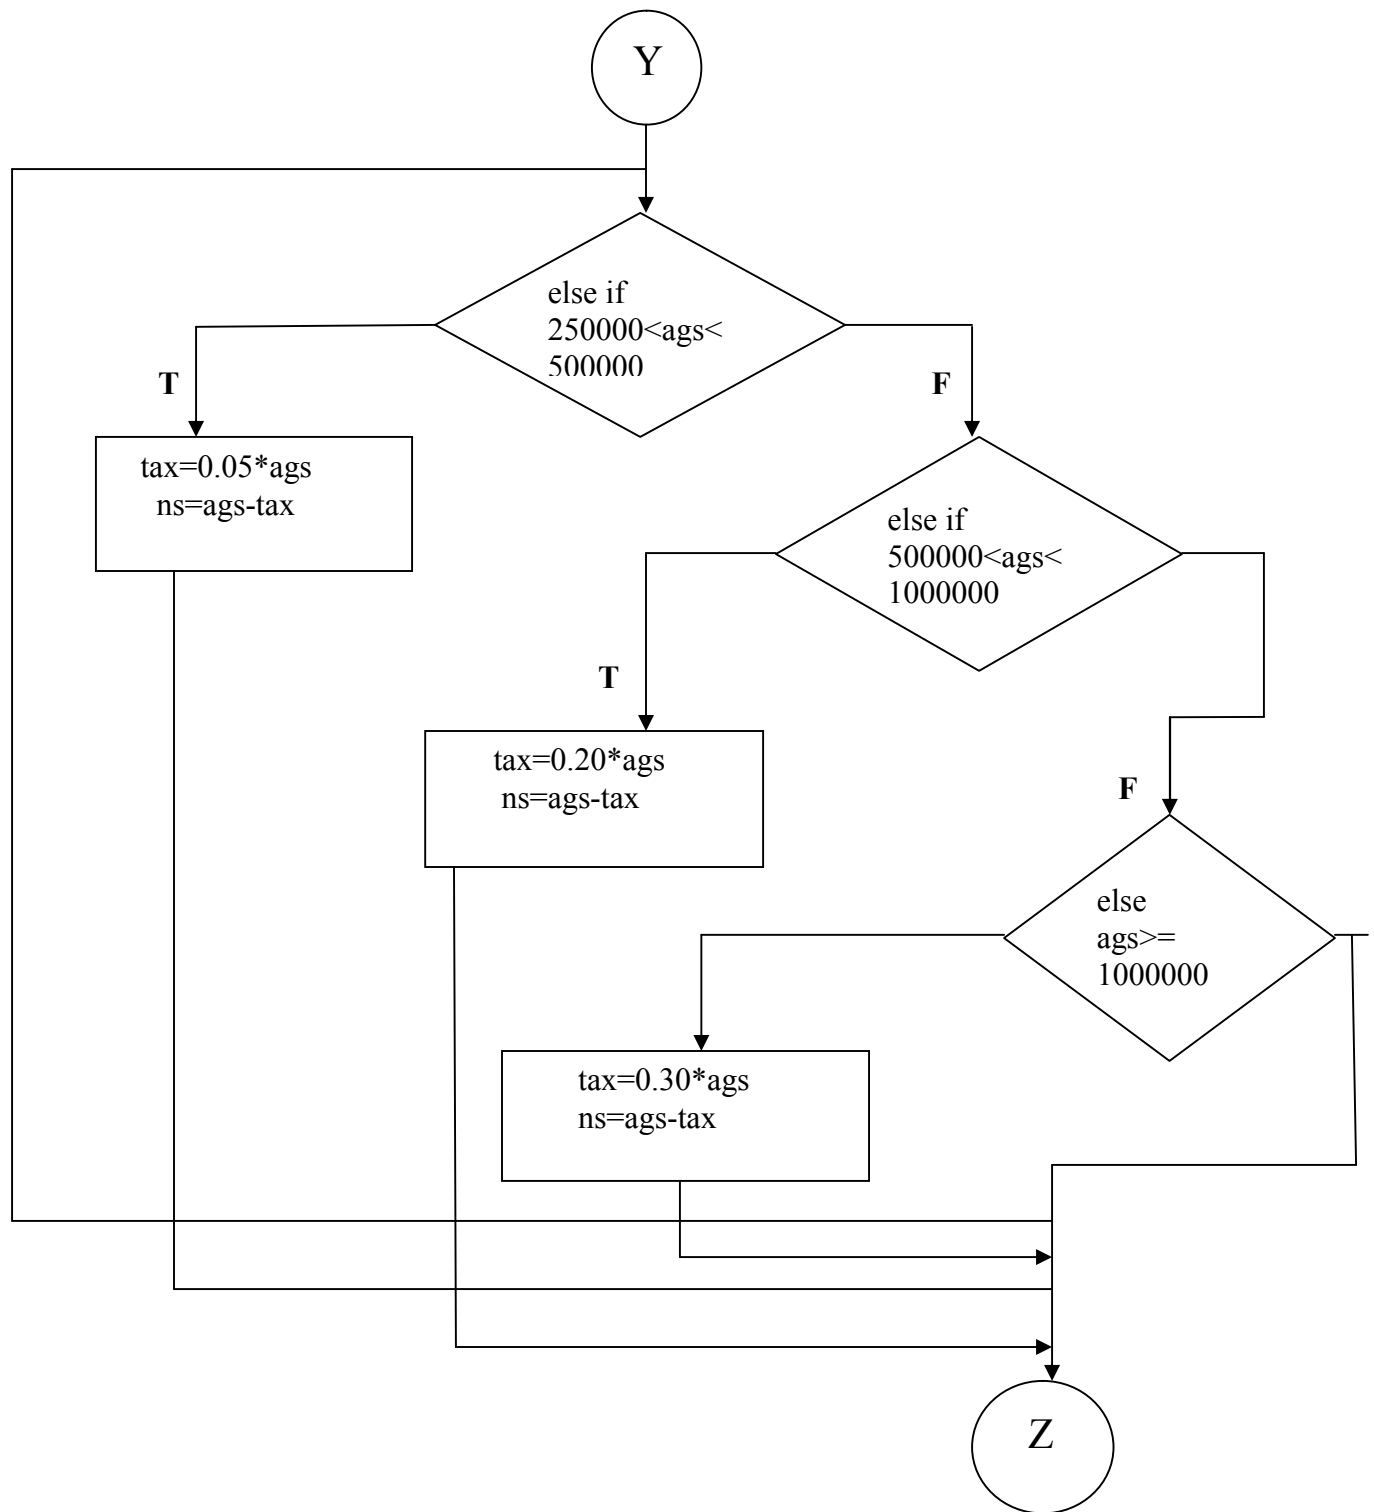 Y
else if
250000<ags<
500000
T
F
tax=0.05*ags
ns=ags-tax
else if
500000<ags<
1000000
T
tax=0.20*ags
ns=ags-tax
F
else
ags>=
1000000
tax=0.30*ags
ns=ags-tax
Z